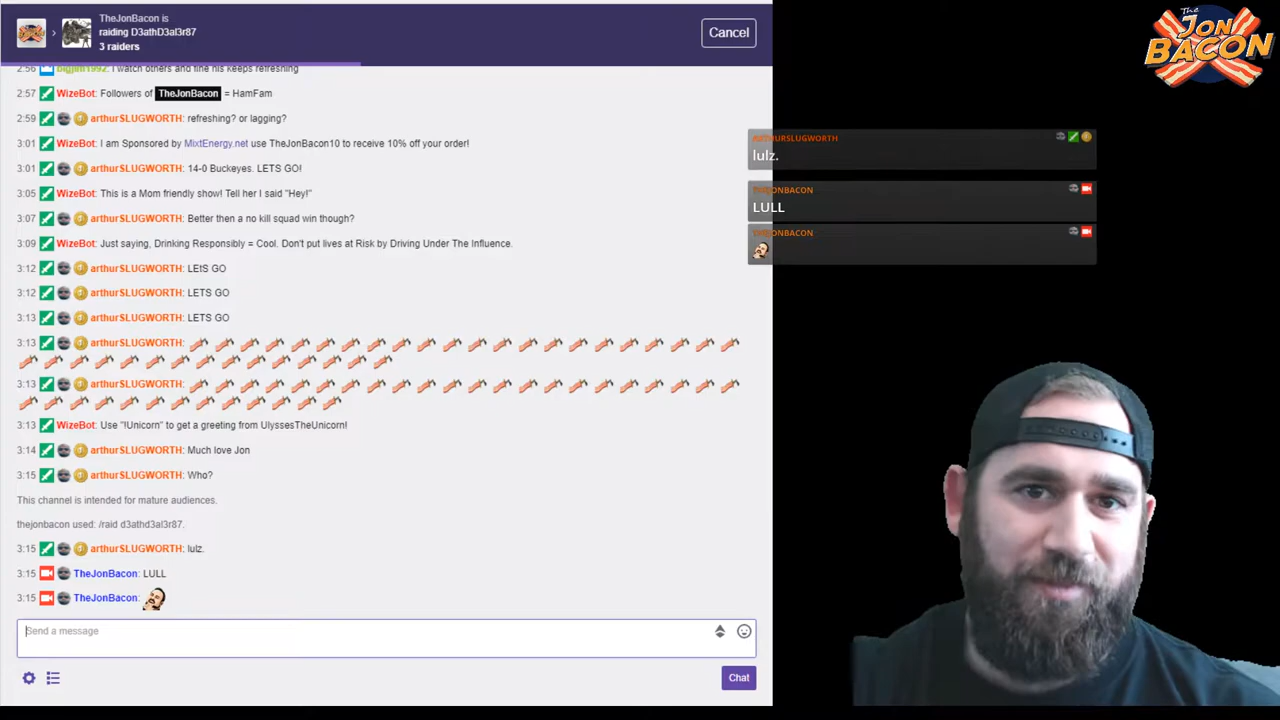 TheJonBacon is
raiding D3athD3al3r87
3 raiders
Cancel
2:56 bigjim1992: I watch others and fine his keeps refreshing
2:57 WizeBot: Followers of TheJonBacon = HamFam
2:59 arthurSLUGWORTH: refreshing? or lagging?
3:01 WizeBot: I am Sponsored by MixtEnergy.net use TheJonBacon10 to receive 10% off your order!
3:01 arthurSLUGWORTH: 14-0 Buckeyes. LETS GO!
3:05 WizeBot: This is a Mom friendly show! Tell her I said "Hey!"
3:07 arthurSLUGWORTH: Better then a no kill squad win though?
3:09 WizeBot: Just saying, Drinking Responsibly = Cool. Don't put lives at Risk by Driving Under The Influence.
3:12 arthurSLUGWORTH: LEtS GO
3:12 arthurSLUGWORTH: LETS GO
3:13 arthurSLUGWORTH: LETS GO
3:13 arthurSLUGWORTH:
3:13 arthurSLUGWORTH:
3:13 WizeBot: Use "!Unicorn" to get a greeting from UlyssesTheUnicorn!
3:14 arthurSLUGWORTH: Much love Jon
3:15 arthurSLUGWORTH: Who?
This channel is intended for mature audiences.
thejonbacon used: /raid d3athd3al3r87.
3:15 arthurSLUGWORTH: lulz.
3:15 TheJonBacon: LULL
3:15 TheJonBacon:
Send a message
Chat
The
JON
BACON
ARTHURSLUGWORTH
lulz.
THEJONBACON
LULL
THEJONBACON